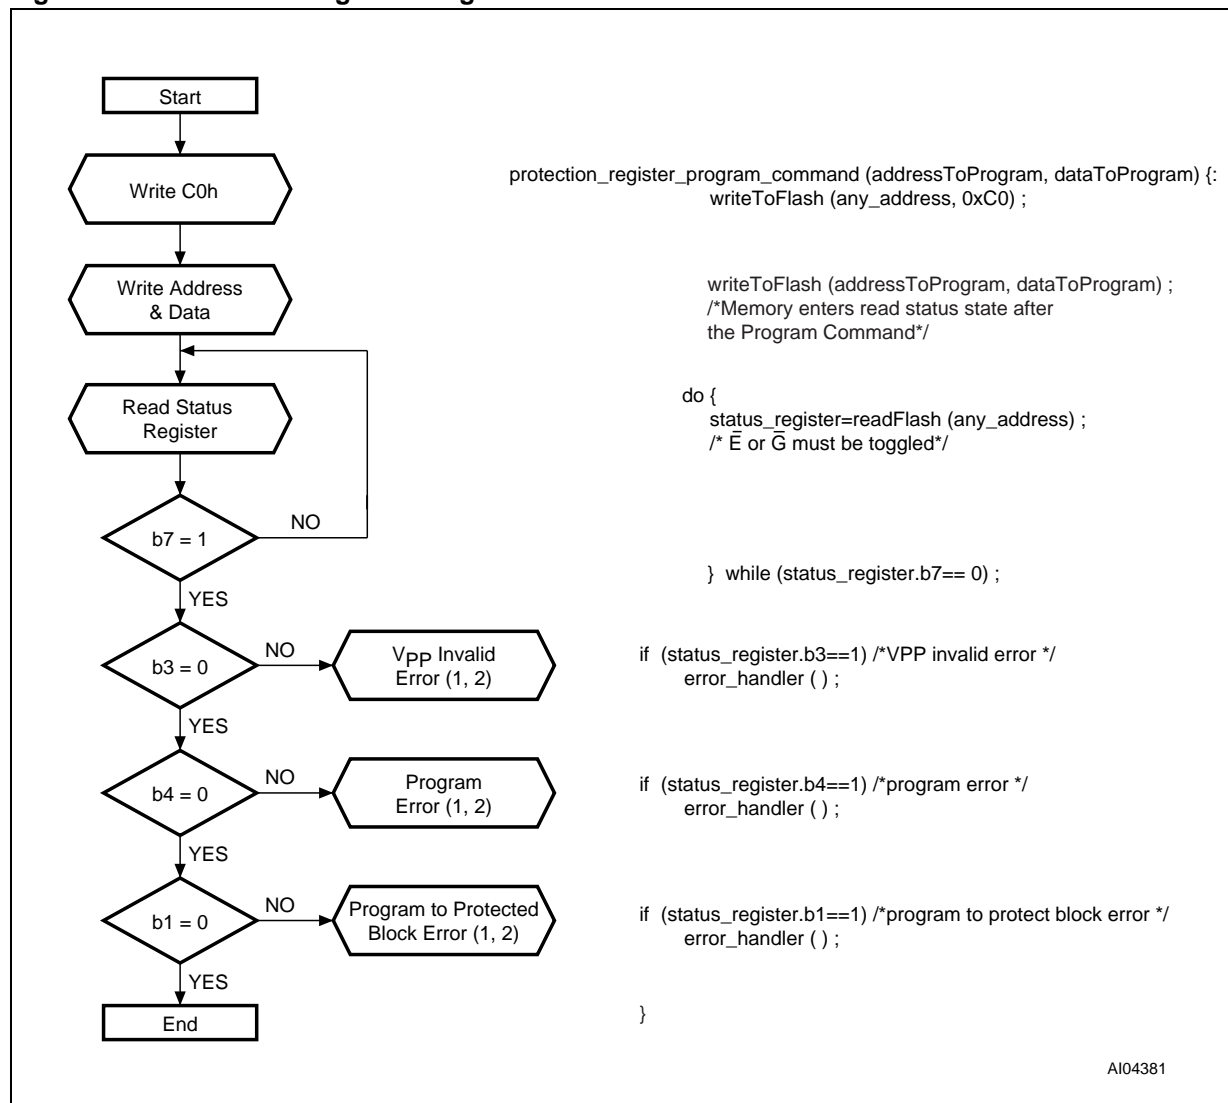 Start
Write C0h
protection_register_program_command (addressToProgram, dataToProgram) {:
writeToFlash (any_address, 0xC0) ;
Write Address
& Data
writeToFlash (addressToProgram, dataToProgram) ;
/*Memory enters read status state after
the Program Command*/
Read Status
Register
do {
status_register=readFlash (any_address) ;
/* E̅ or G̅ must be toggled*/
b7 = 1
NO
} while (status_register.b7== 0) ;
YES
b3 = 0
NO
VPP Invalid
Error (1, 2)
if (status_register.b3==1) /*VPP invalid error */
error_handler ( ) ;
YES
b4 = 0
NO
Program
Error (1, 2)
if (status_register.b4==1) /*program error */
error_handler ( ) ;
YES
b1 = 0
NO
Program to Protected
Block Error (1, 2)
if (status_register.b1==1) /*program to protect block error */
error_handler ( ) ;
YES
End
}
AI04381